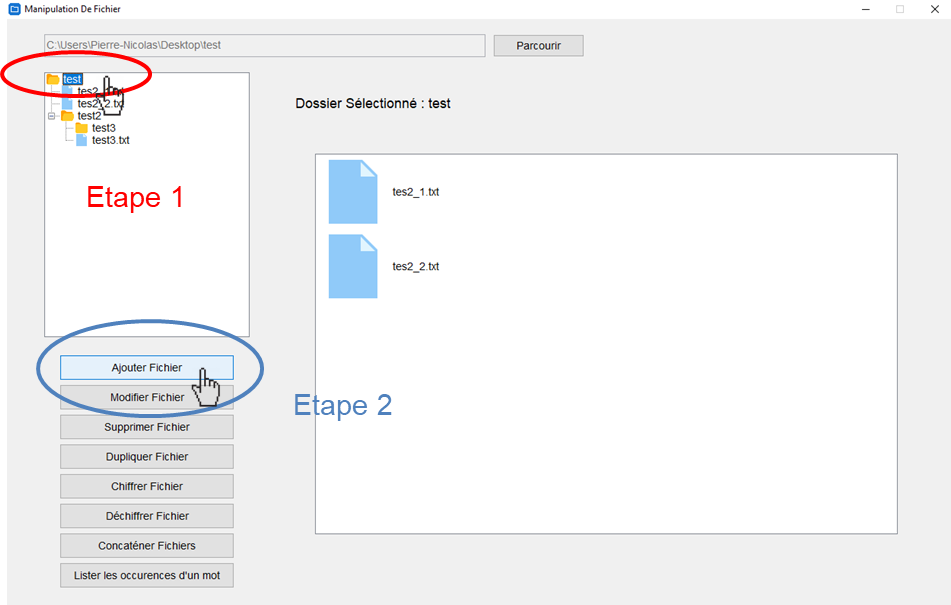 Manipulation De Fichier
C:\Users\Pierre-Nicolas\Desktop\test
Parcourir
test
tes2_2.txt
test2
test3
test3.txt
Etape 1
Dossier Sélectionné : test
tes2_1.txt
tes2_2.txt
Ajouter Fichier
Modifier Fichier
Supprimer Fichier
Dupliquer Fichier
Chiffrer Fichier
Déchiffrer Fichier
Concaténer Fichiers
Lister les occurences d'un mot
Etape 2